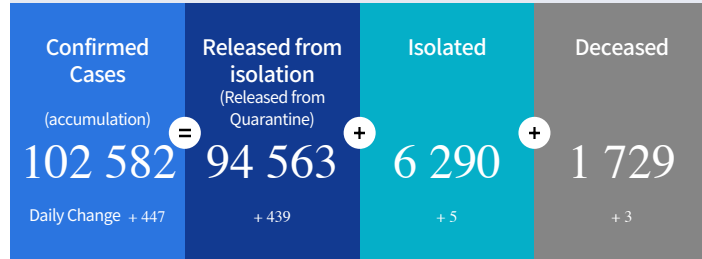 Confirmed
Cases
(accumulation)
102 582
Daily Change + 447
=
Released from
isolation
(Released from
Quarantine)
94 563
+ 439
+
Isolated
6 290
+ 5
+
Deceased
1 729
+ 3